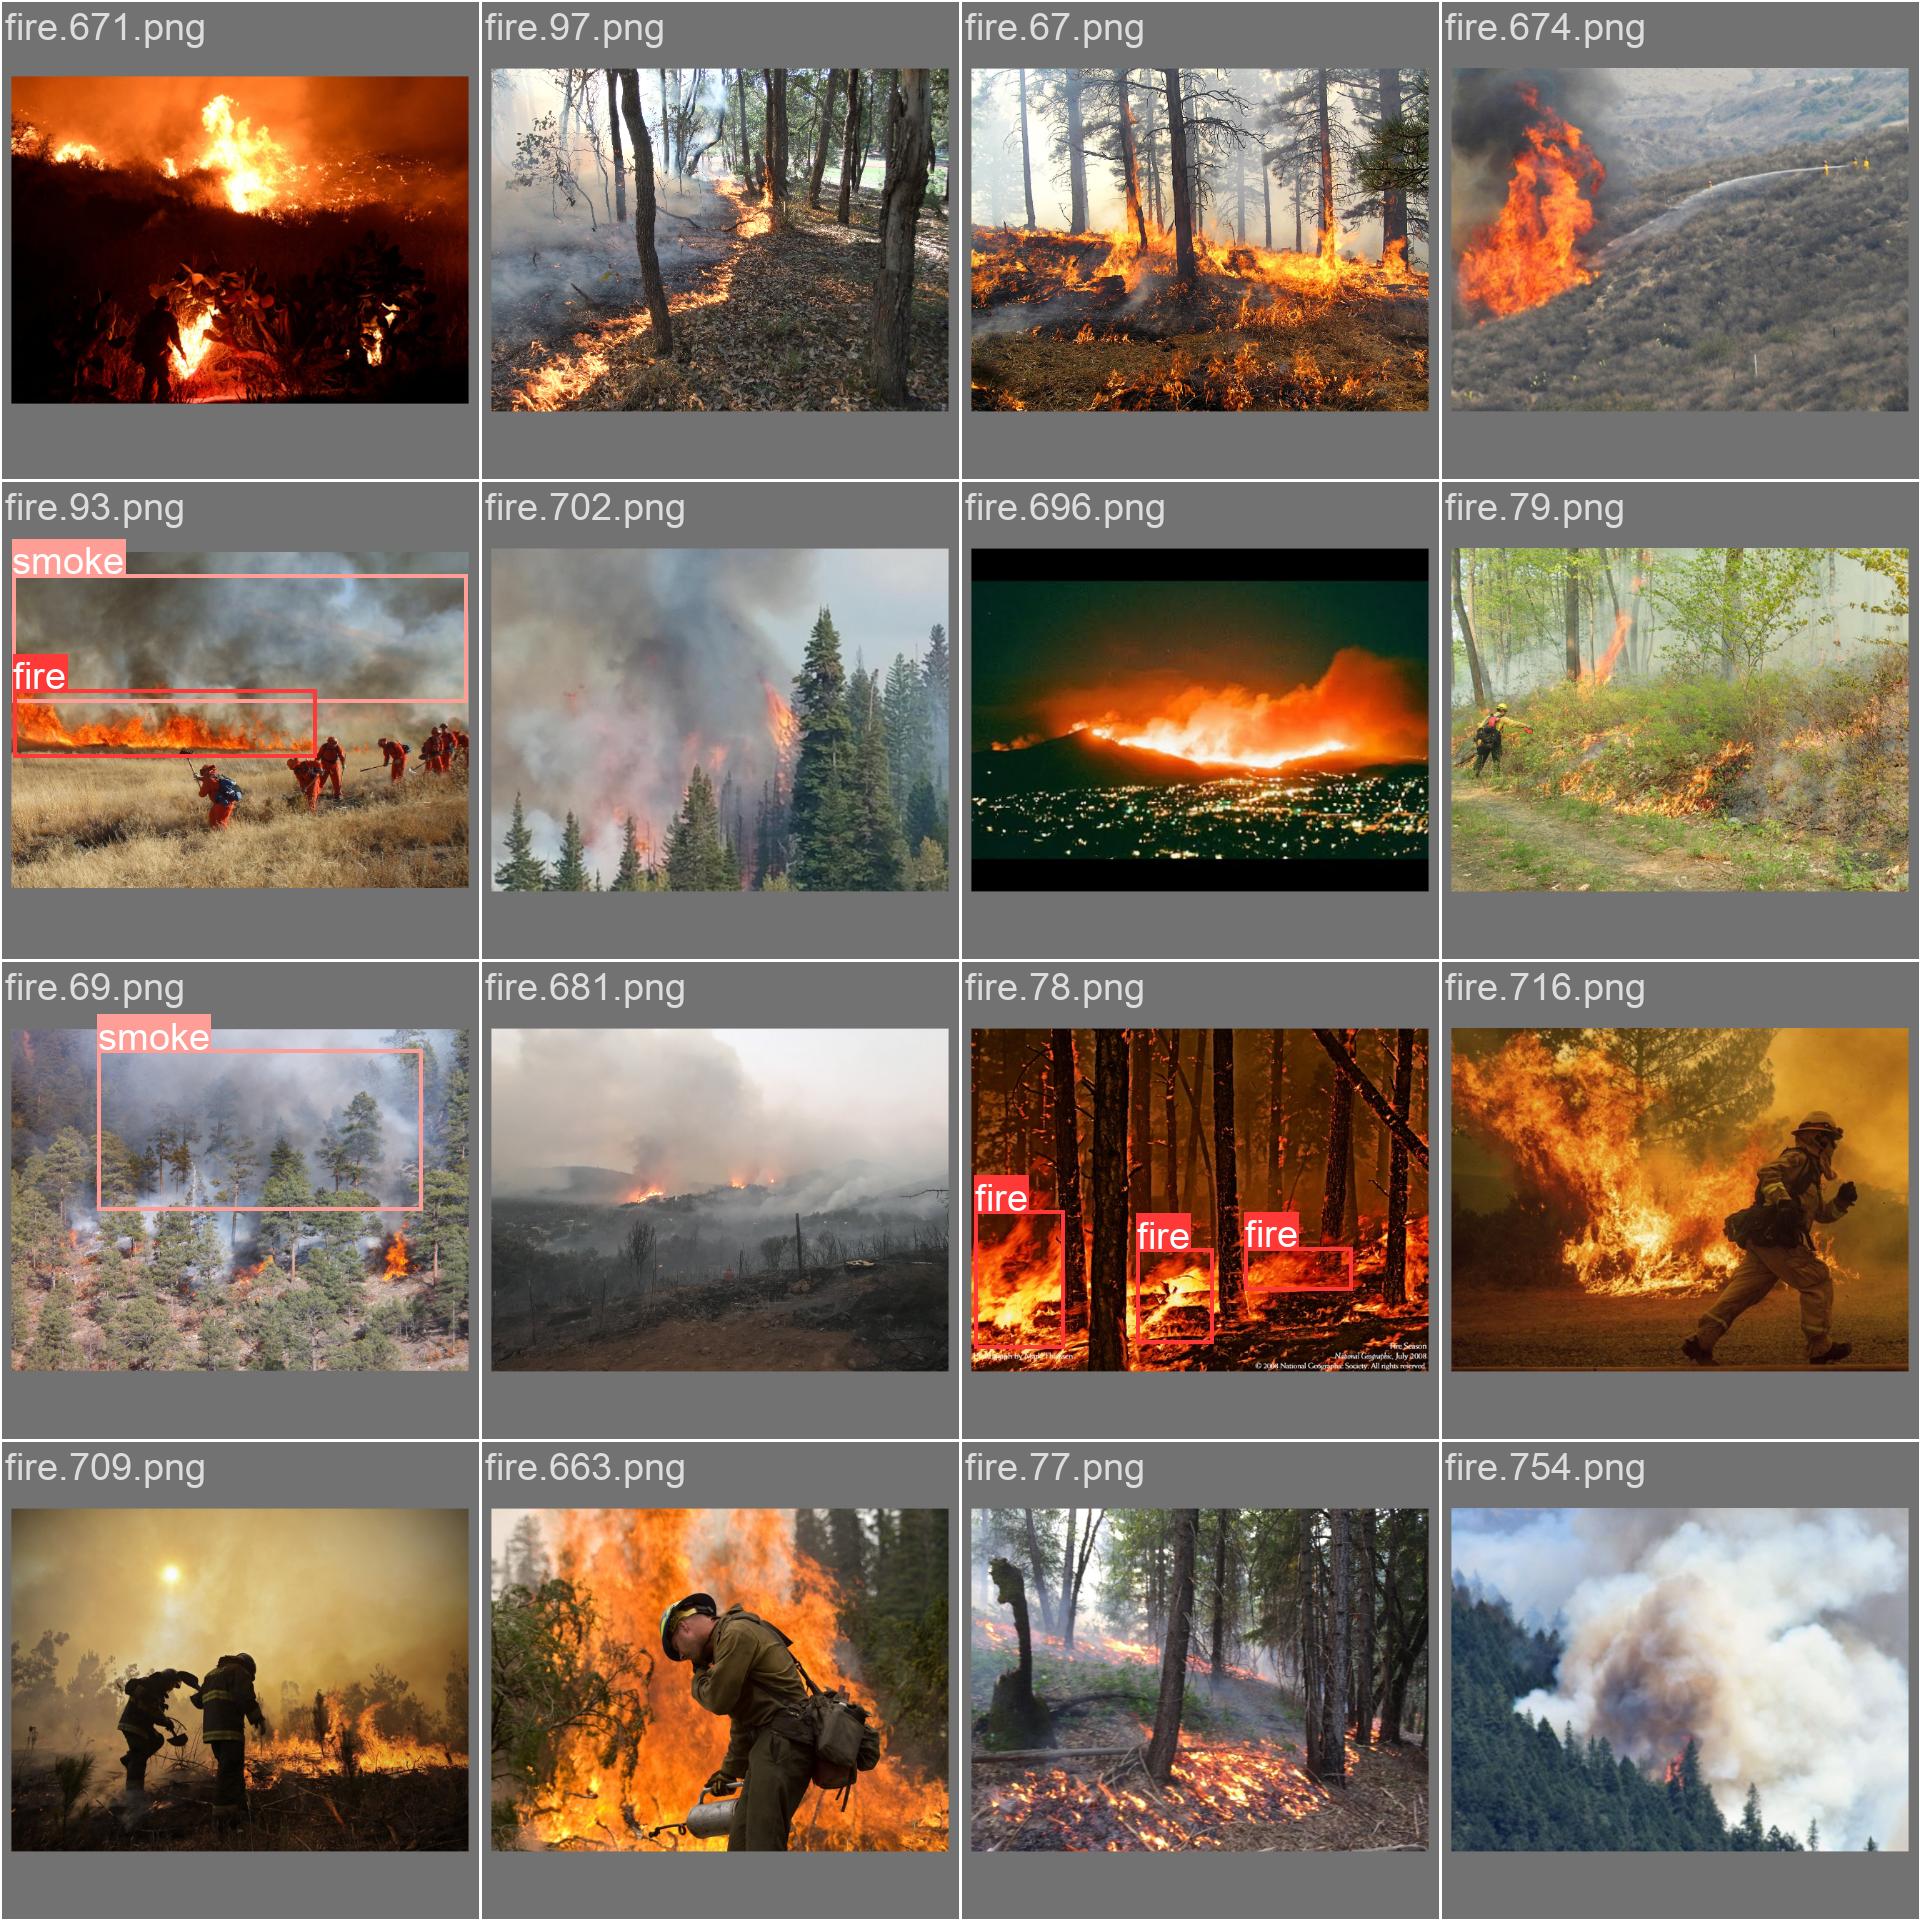 fire.671.png
fire.97.png
fire.67.png
fire.674.png
fire.93.png
fire.702.png
fire.696.png
fire.79.png
smoke
fire
fire.69.png
fire.681.png
fire.78.png
fire.716.png
smoke
fire
fire
fire
Fire Season
National Geographic, July 2008
© 2008 National Geographic Society. All rights reserved.
fire.709.png
fire.663.png
fire.77.png
fire.754.png